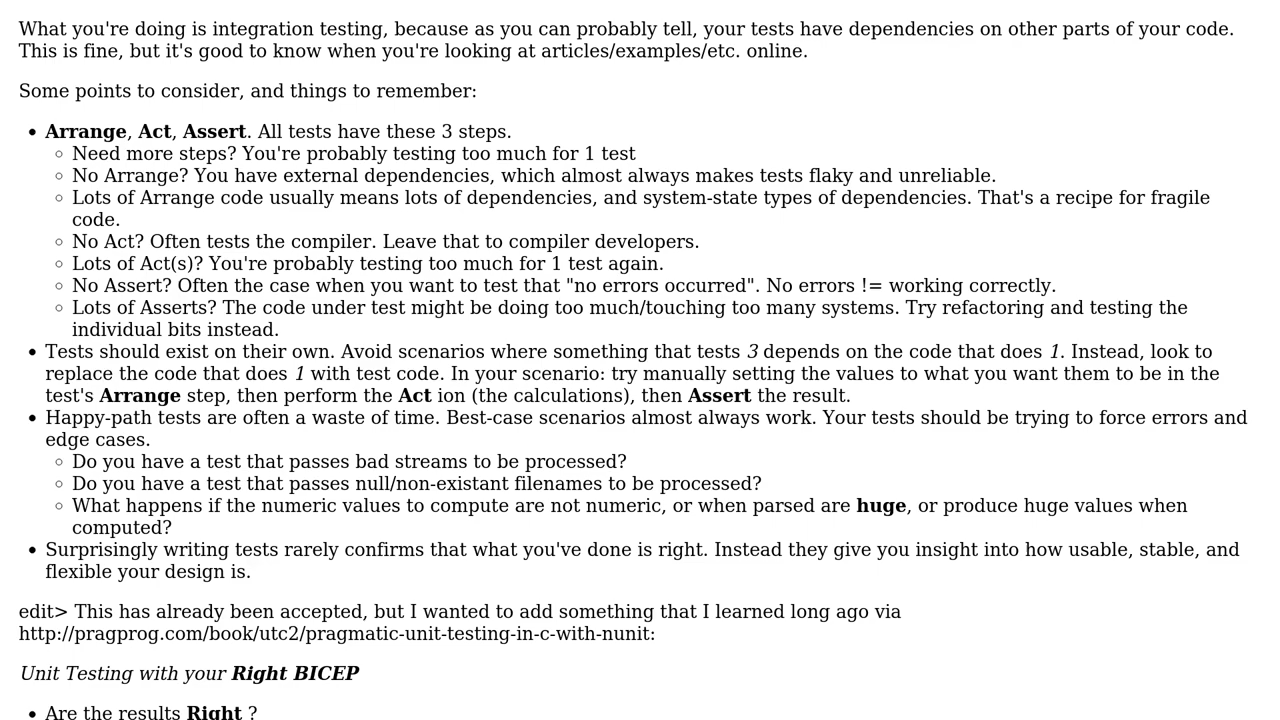 What you're doing is integration testing, because as you can probably tell, your tests have dependencies on other parts of your code.
This is fine, but it's good to know when you're looking at articles/examples/etc. online.
Some points to consider, and things to remember:
• Arrange, Act, Assert. All tests have these 3 steps.
◦ Need more steps? You're probably testing too much for 1 test
◦ No Arrange? You have external dependencies, which almost always makes tests flaky and unreliable.
◦ Lots of Arrange code usually means lots of dependencies, and system-state types of dependencies. That's a recipe for fragile
code.
◦ No Act? Often tests the compiler. Leave that to compiler developers.
◦ Lots of Act(s)? You're probably testing too much for 1 test again.
◦ No Assert? Often the case when you want to test that "no errors occurred". No errors != working correctly.
◦ Lots of Asserts? The code under test might be doing too much/touching too many systems. Try refactoring and testing the
individual bits instead.
• Tests should exist on their own. Avoid scenarios where something that tests 3 depends on the code that does 1. Instead, look to
replace the code that does 1 with test code. In your scenario: try manually setting the values to what you want them to be in the
test's Arrange step, then perform the Act ion (the calculations), then Assert the result.
• Happy-path tests are often a waste of time. Best-case scenarios almost always work. Your tests should be trying to force errors and
edge cases.
◦ Do you have a test that passes bad streams to be processed?
◦ Do you have a test that passes null/non-existant filenames to be processed?
◦ What happens if the numeric values to compute are not numeric, or when parsed are huge, or produce huge values when
computed?
• Surprisingly writing tests rarely confirms that what you've done is right. Instead they give you insight into how usable, stable, and
flexible your design is.
edit> This has already been accepted, but I wanted to add something that I learned long ago via
http://pragprog.com/book/utc2/pragmatic-unit-testing-in-c-with-nunit:
Unit Testing with your Right BICEP
• Are the results Right ?